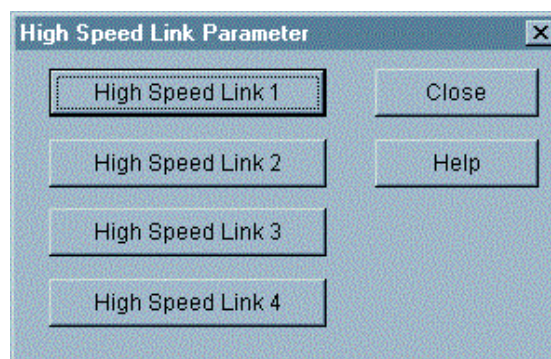 High Speed Link Parameter
High Speed Link 1
Close
High Speed Link 2
Help
High Speed Link 3
High Speed Link 4